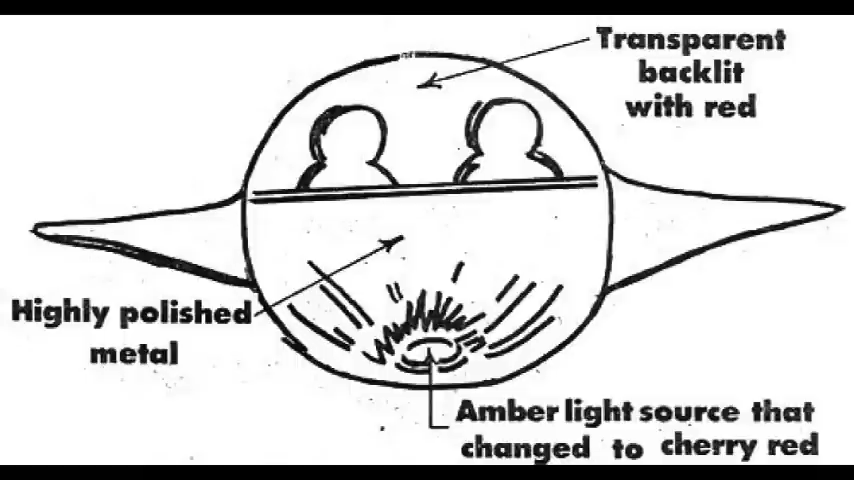 Transparent
backlit
with red
Highly polished
metal
Amber light source that
changed to cherry red